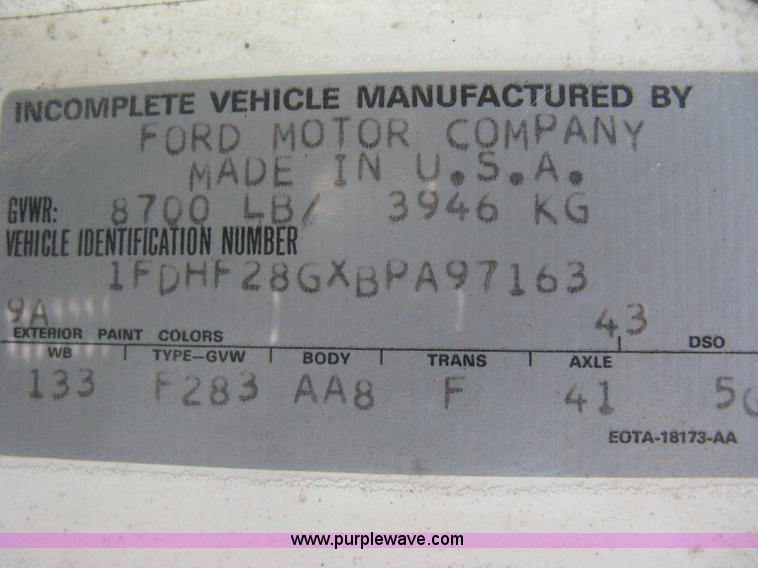 INCOMPLETE VEHICLE MANUFACTURED BY
FORD MOTOR COMPANY
MADE IN U.S.A.
GVWR: 8700 LB/ 3946 KG
VEHICLE IDENTIFICATION NUMBER
1FDHF28GXBPA97163
9A 43
EXTERIOR PAINT COLORS DSO
WB TYPE-GVW BODY TRANS AXLE
133 F283 AA8 F 41
EOTA-18173-AA
www.purplewave.com